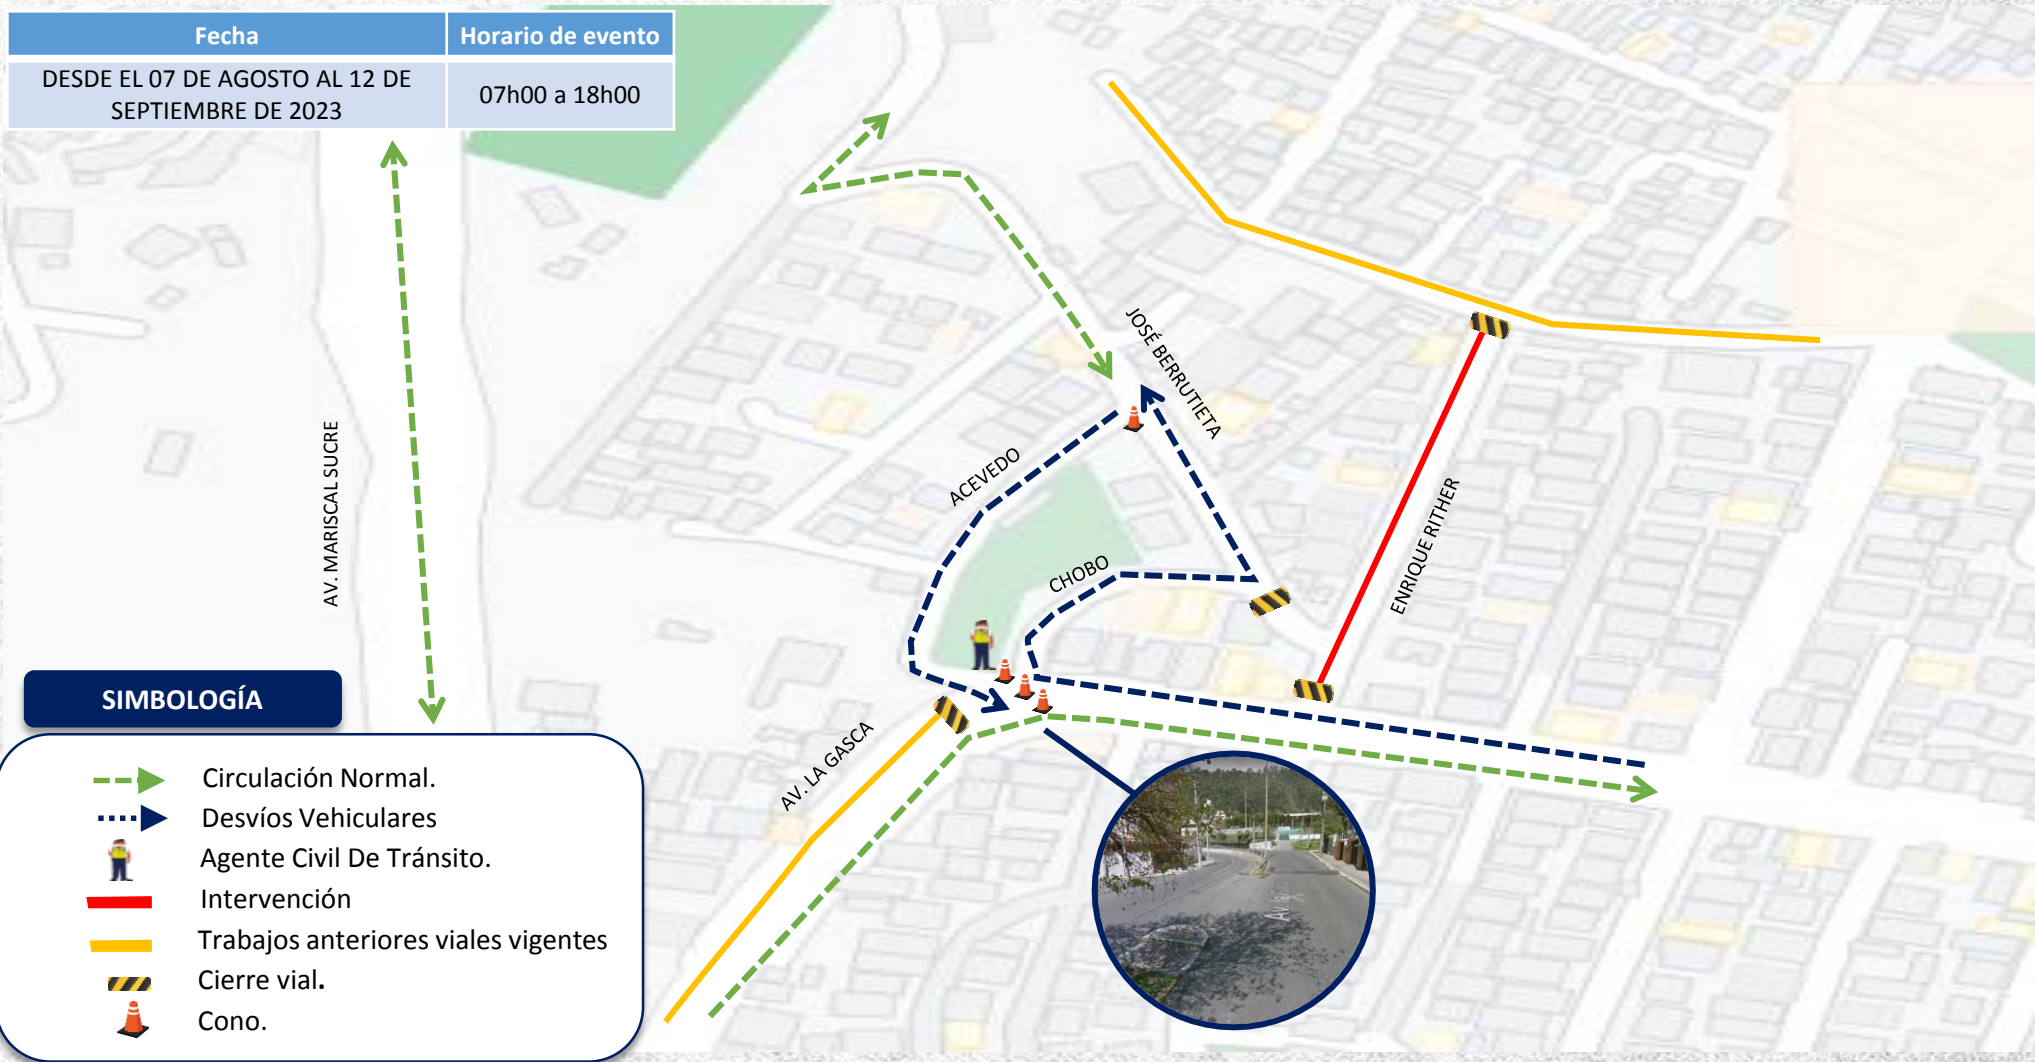 Fecha
Horario de evento
DESDE EL 07 DE AGOSTO AL 12 DE
SEPTIEMBRE DE 2023
07h00 a 18h00
JOSÉ BERRUTIETA
AV. MARISCAL SUCRE
ACEVEDO
CHOBO
ENRIQUE RITHER
AV. LA GASCA
SIMBOLOGÍA
Circulación Normal.
Desvíos Vehiculares
Agente Civil De Tránsito.
Intervención
Trabajos anteriores viales vigentes
Cierre vial.
Cono.